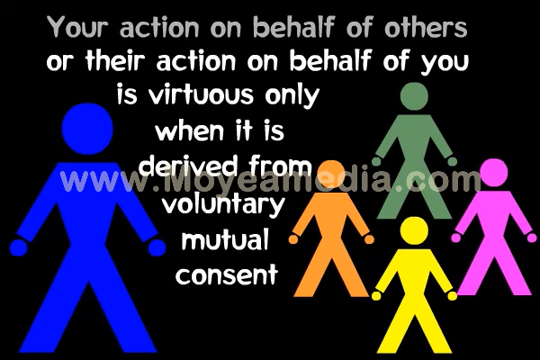 Your action on behalf of others
or their action on behalf of you
is virtuous only
when it is
derived from
www.Moyeamedia.com
voluntary
mutual
consent